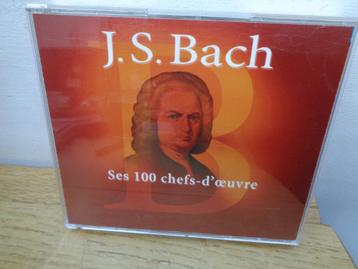 J. S. Bach
B
Ses 100 chefs-d'œuvre